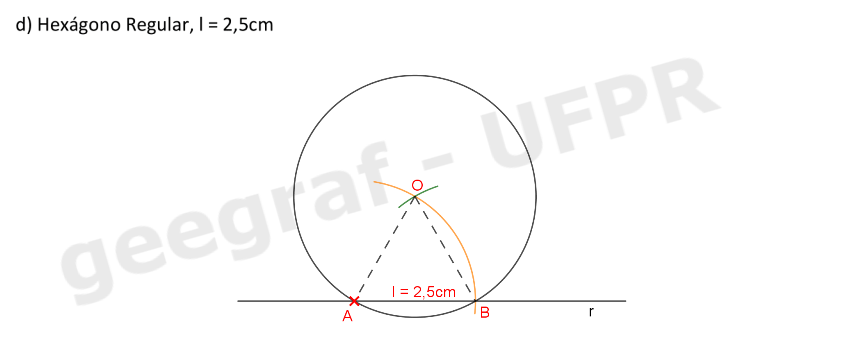 d) Hexágono Regular, l = 2,5cm
geegraf - UFPR
O
l = 2,5cm
A
B
r